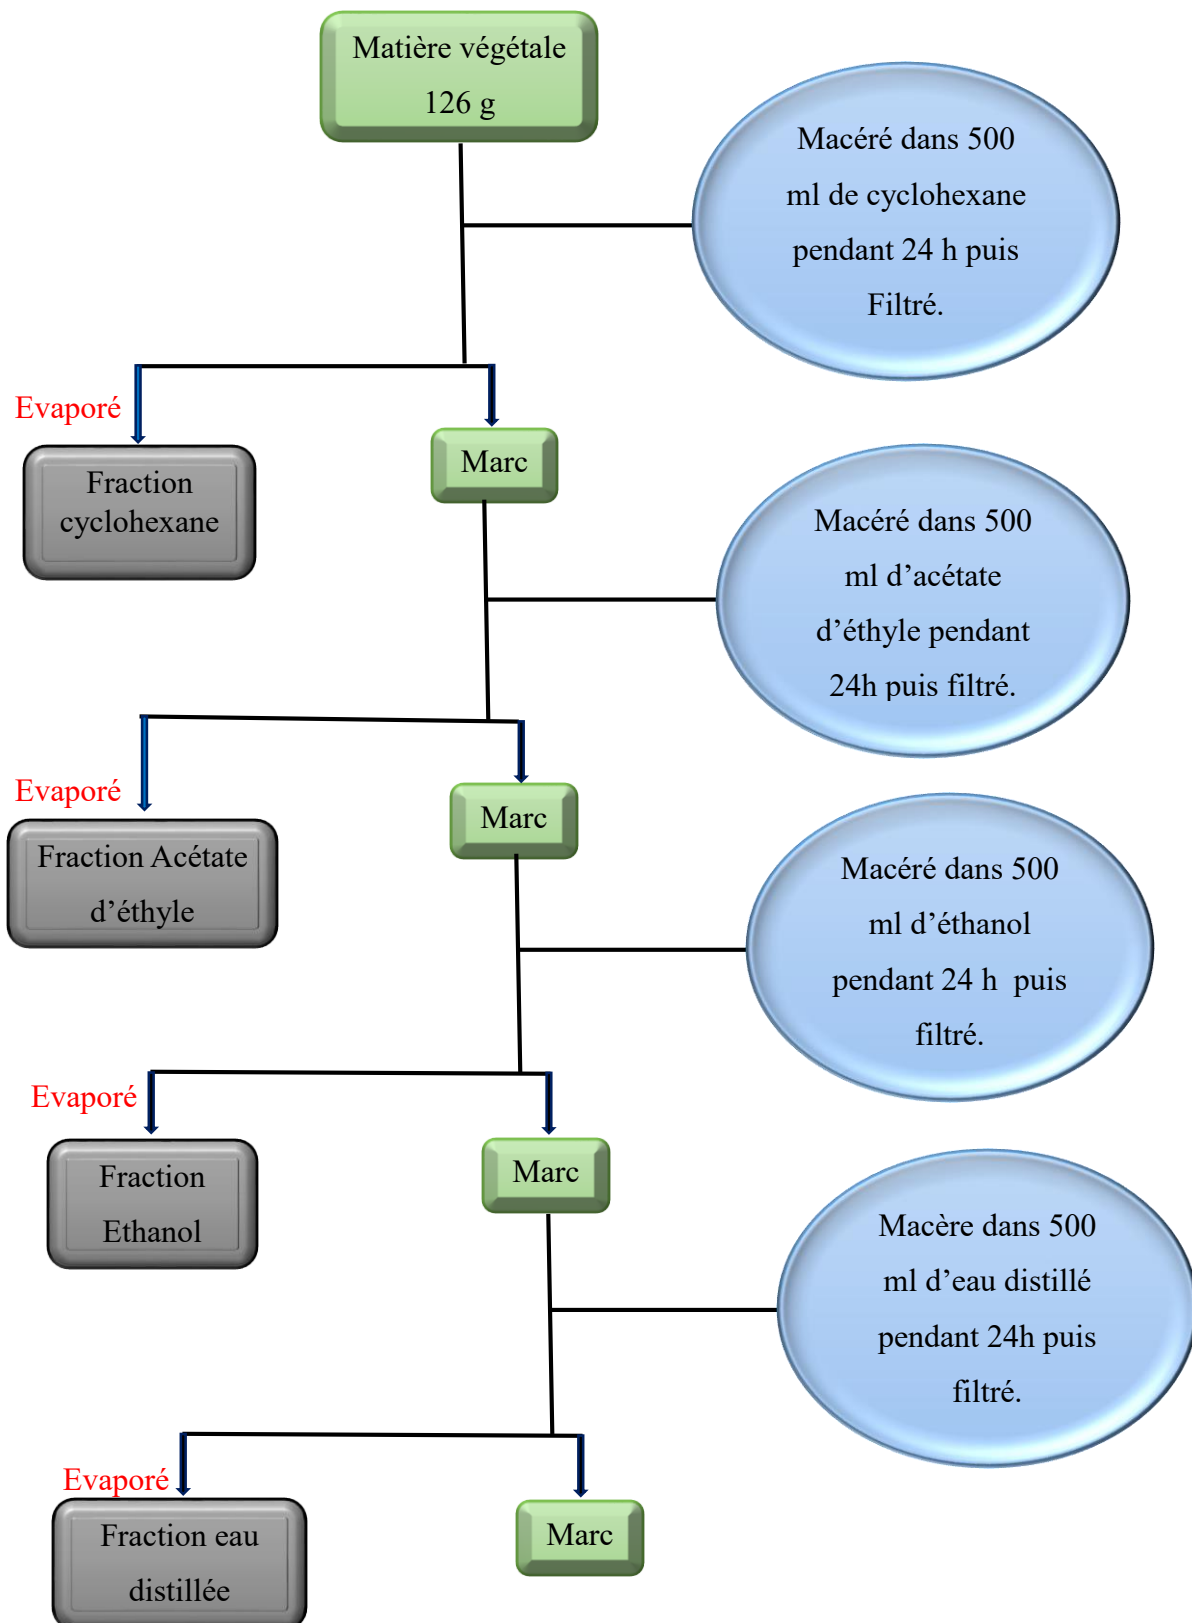 Matière végétale
126 g
Macéré dans 500
ml de cyclohexane
pendant 24 h puis
Filtré.
Evaporé
Fraction
cyclohexane
Marc
Macéré dans 500
ml d’acétate
d’éthyle pendant
24h puis filtré.
Evaporé
Fraction Acétate
d’éthyle
Marc
Macéré dans 500
ml d’éthanol
pendant 24 h  puis
filtré.
Evaporé
Fraction
Ethanol
Marc
Macère dans 500
ml d’eau distillé
pendant 24h puis
filtré.
Evaporé
Fraction eau
distillée
Marc